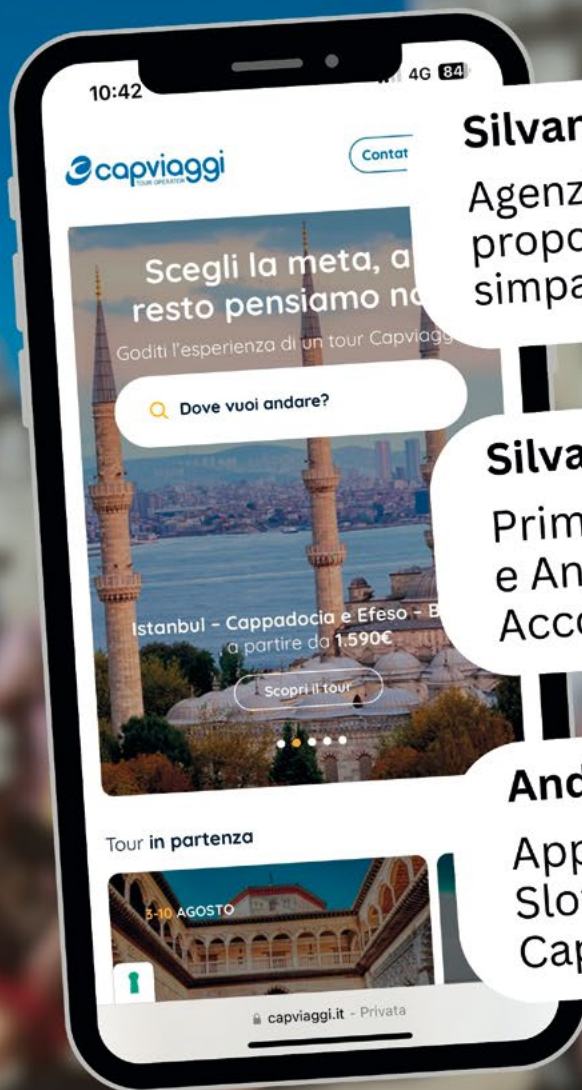 10:42
4G 84
capviaggi
TOUR OPERATOR
Contat
Scegli la meta, a
resto pensiamo no
Goditi l'esperienza di un tour Capviagg
Dove vuoi andare?
Istanbul – Cappadocia e Efeso – B
a partire da 1.590€
Scopri il tour
Tour in partenza
3-10 AGOSTO
capviaggi.it - Privata
Silvan
Agenz
propo
simpa
Silva
Prim
e An
Acco
And
App
Slo
Cap